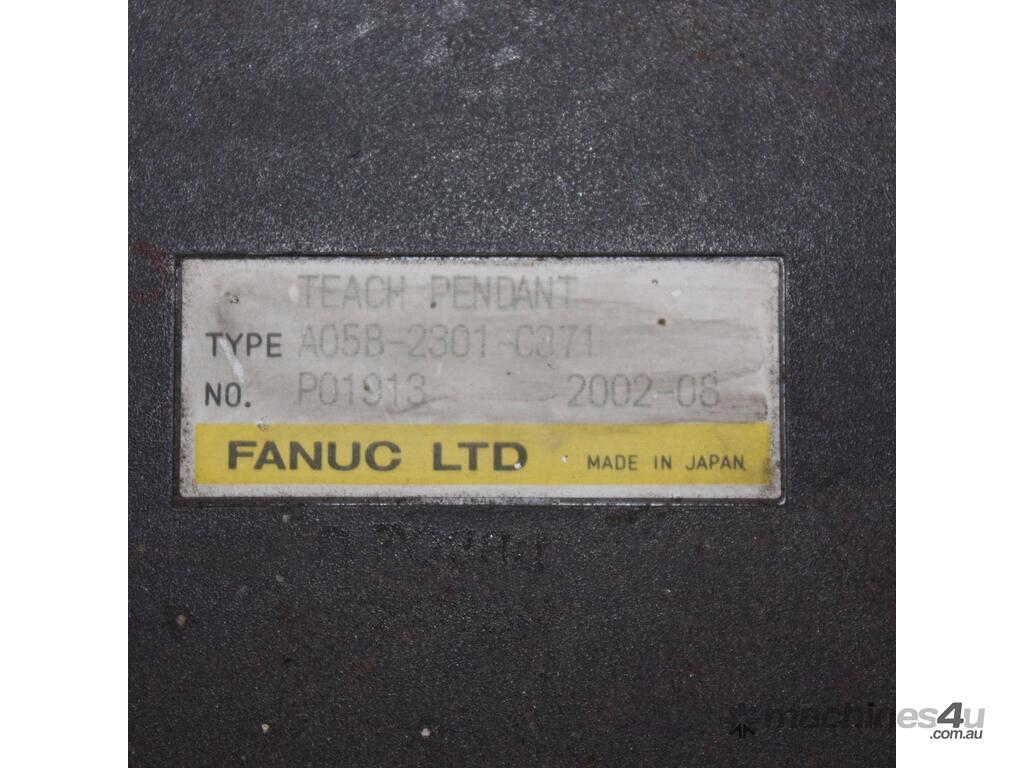 TEACH PENDANT
TYPE A05B-2301-C371
NO. P01913 2002-08
FANUC LTD MADE IN JAPAN
machines4u
.com.au